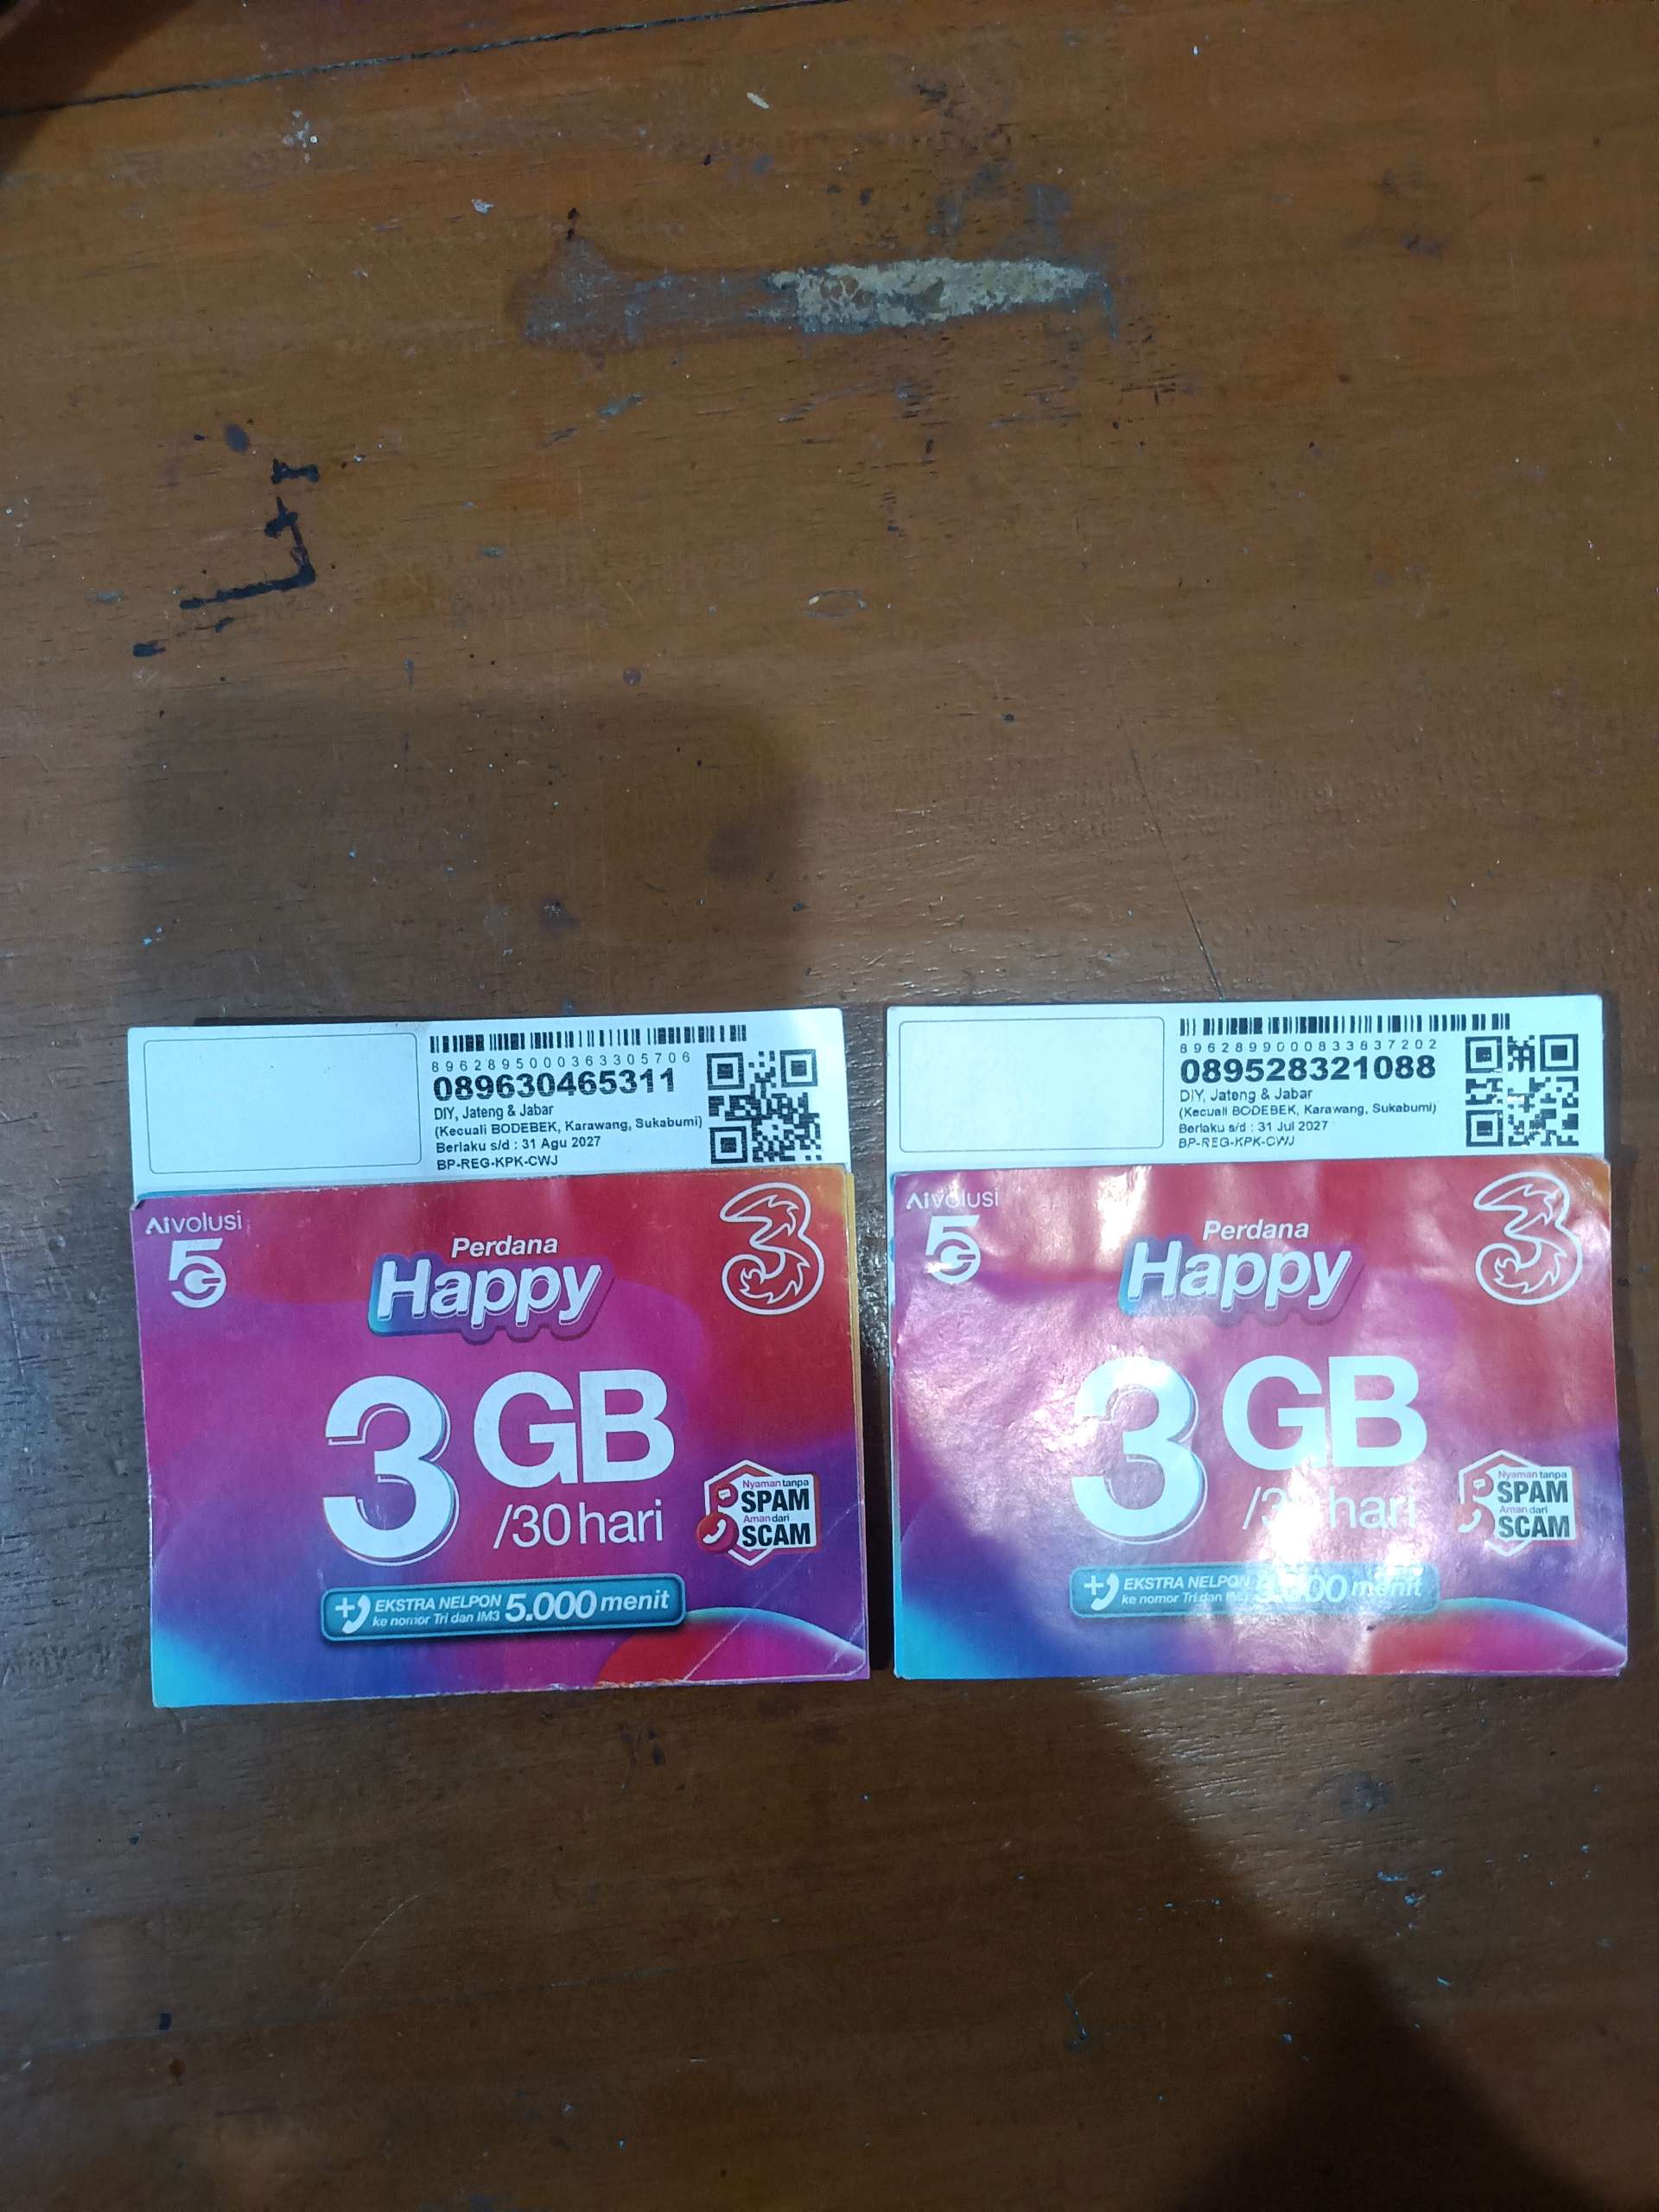 8962895000363305706
089630465311
DIY, Jateng & Jabar
(Kecuali BODEBEK, Karawang, Sukabumi)
Berlaku s/d : 31 Agu 2027
BP-REG-KPK-CWJ
Aivolusi
5G
Perdana
Happy
3
3 GB
/30 hari
Nyaman tanpa
SPAM
Aman dari
SCAM
EKSTRA NELPON
ke nomor Tri dan IM3
5.000 menit
8962899000833837202
089528321088
DIY, Jateng & Jabar
(Kecuali BODEBEK, Karawang, Sukabumi)
Berlaku s/d : 31 Jul 2027
BP-REG-KPK-CWJ
Aivolusi
5G
Perdana
Happy
3
3 GB
/30 hari
Nyaman tanpa
SPAM
Aman dari
SCAM
EKSTRA NELPON
ke nomor Tri dan IM3
5.000 menit